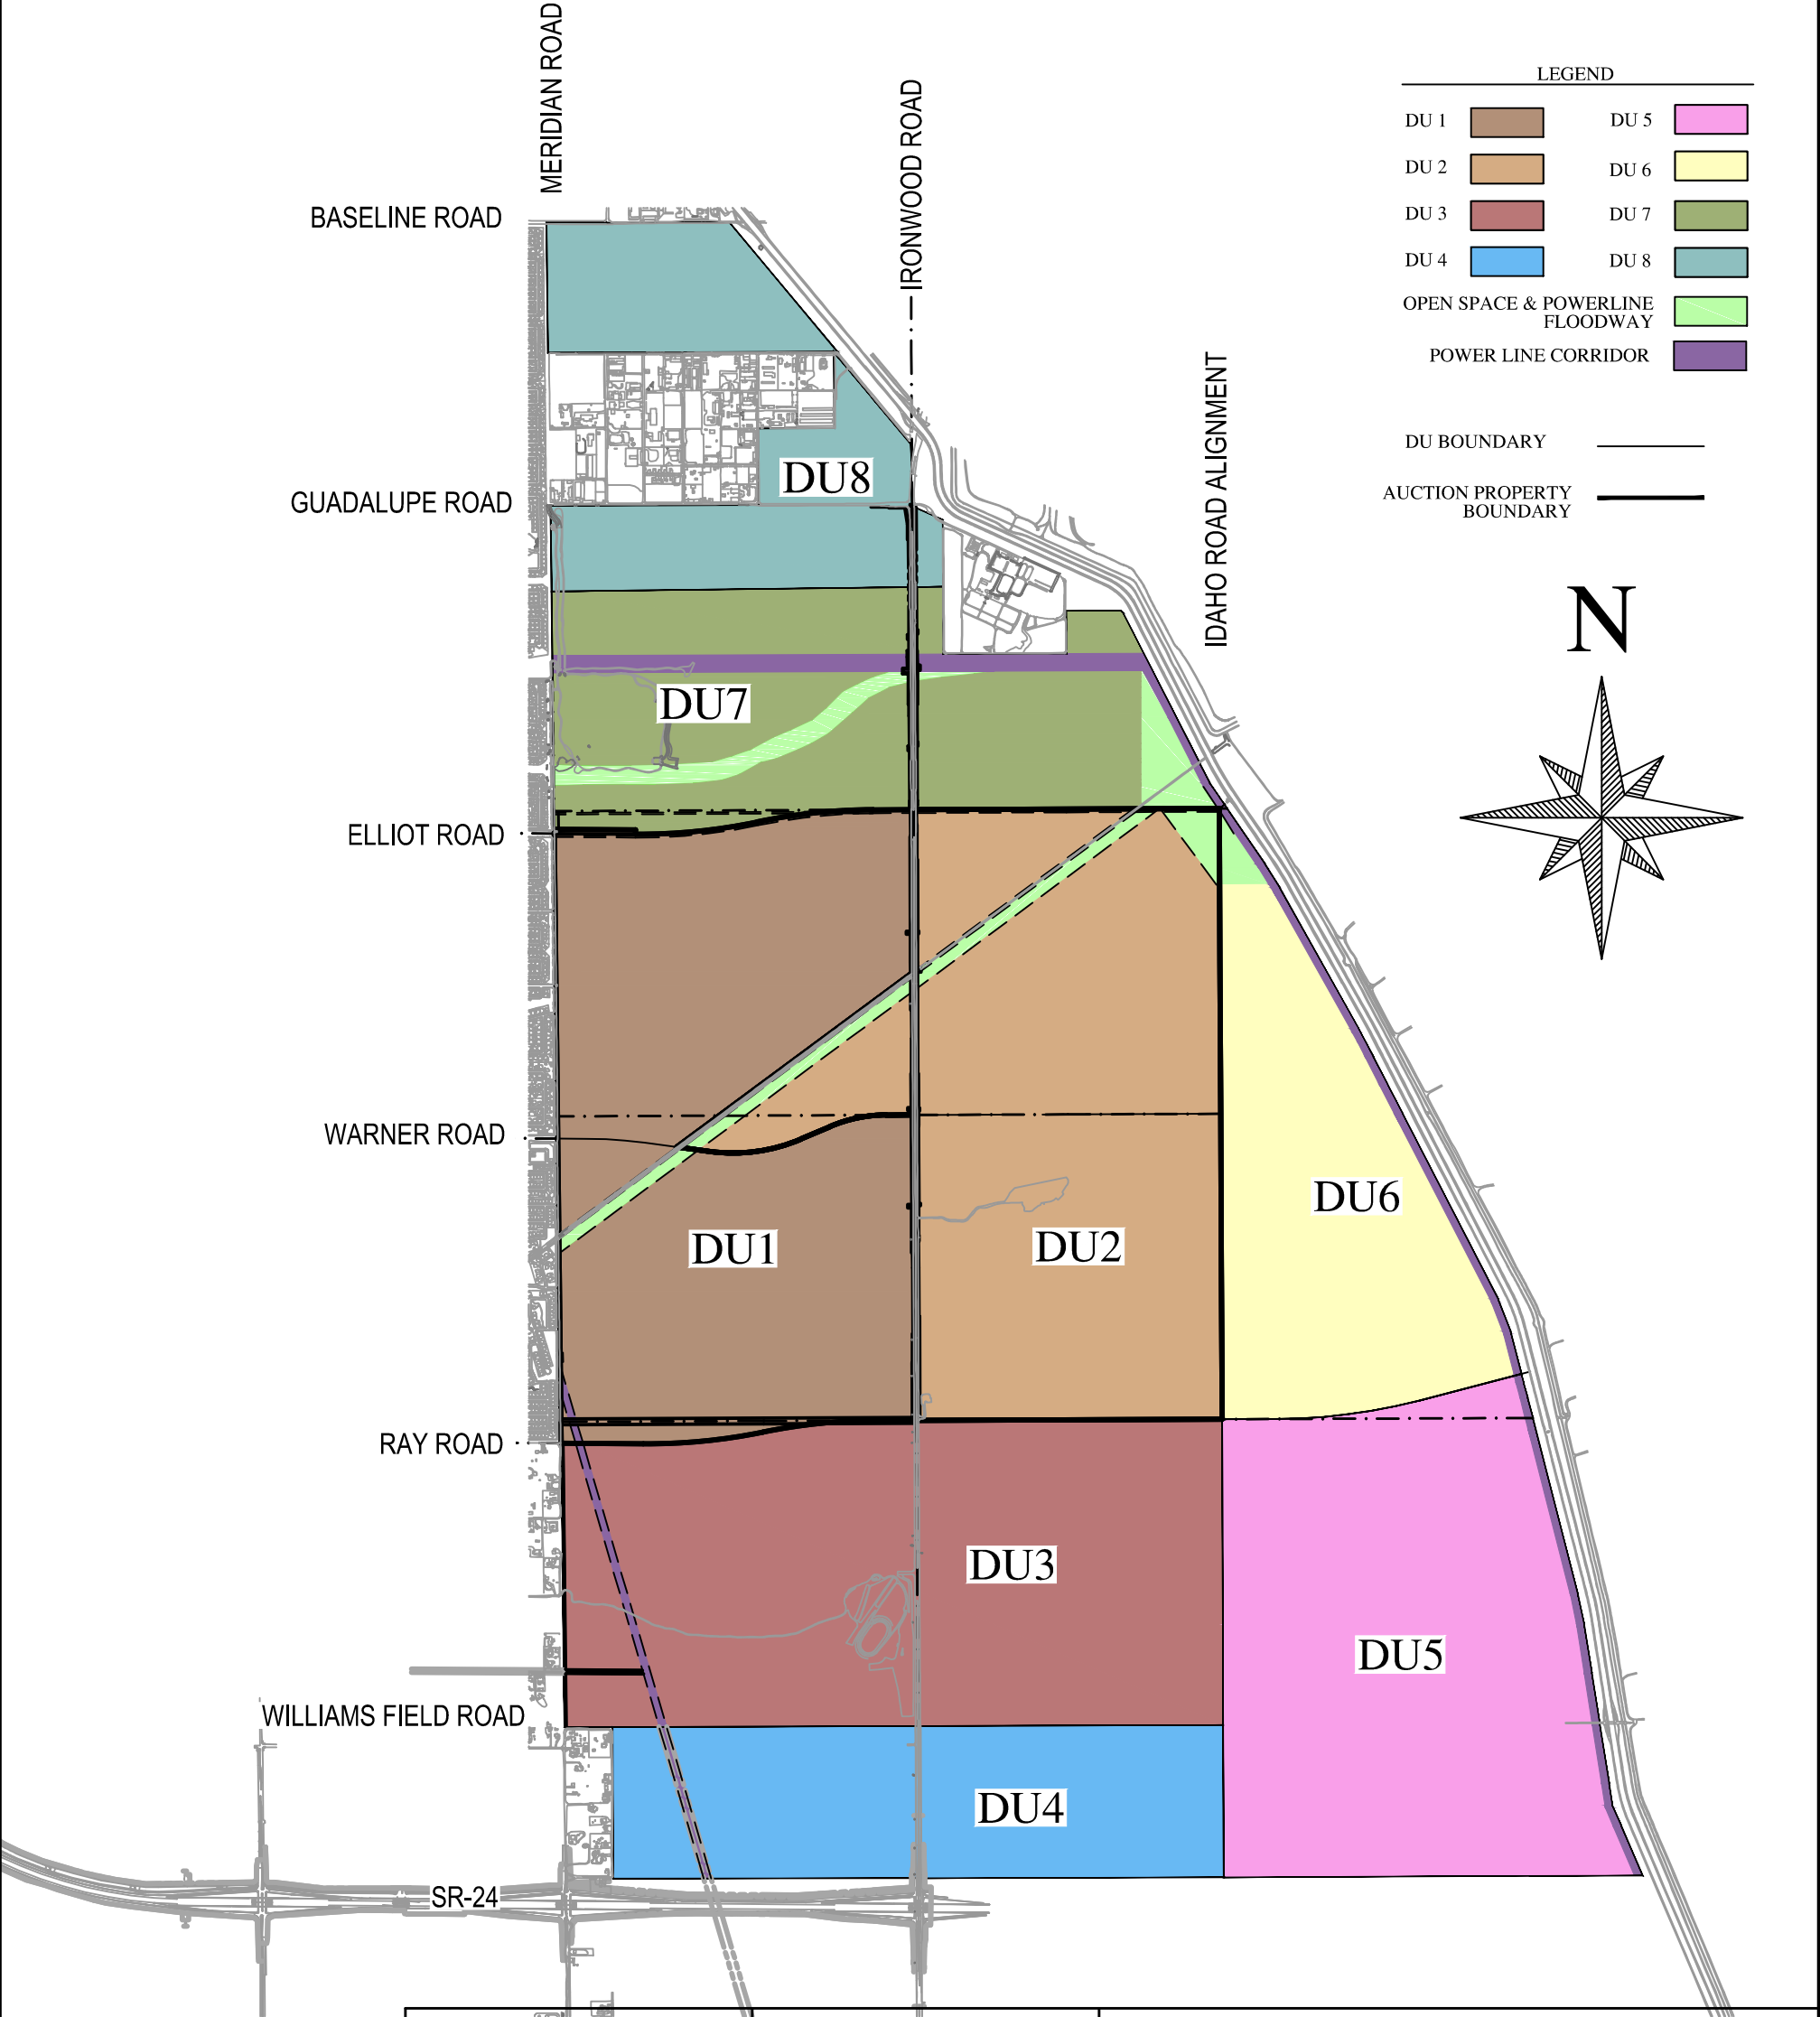 MERIDIAN ROAD
IRONWOOD ROAD
IDAHO ROAD ALIGNMENT
LEGEND
DU 1
DU 5
DU 2
DU 6
DU 3
DU 7
DU 4
DU 8
OPEN SPACE & POWERLINE
FLOODWAY
POWER LINE CORRIDOR
DU BOUNDARY
AUCTION PROPERTY
BOUNDARY
N
BASELINE ROAD
GUADALUPE ROAD
ELLIOT ROAD
WARNER ROAD
RAY ROAD
WILLIAMS FIELD ROAD
SR-24
DU8
DU7
DU6
DU1
DU2
DU3
DU5
DU4